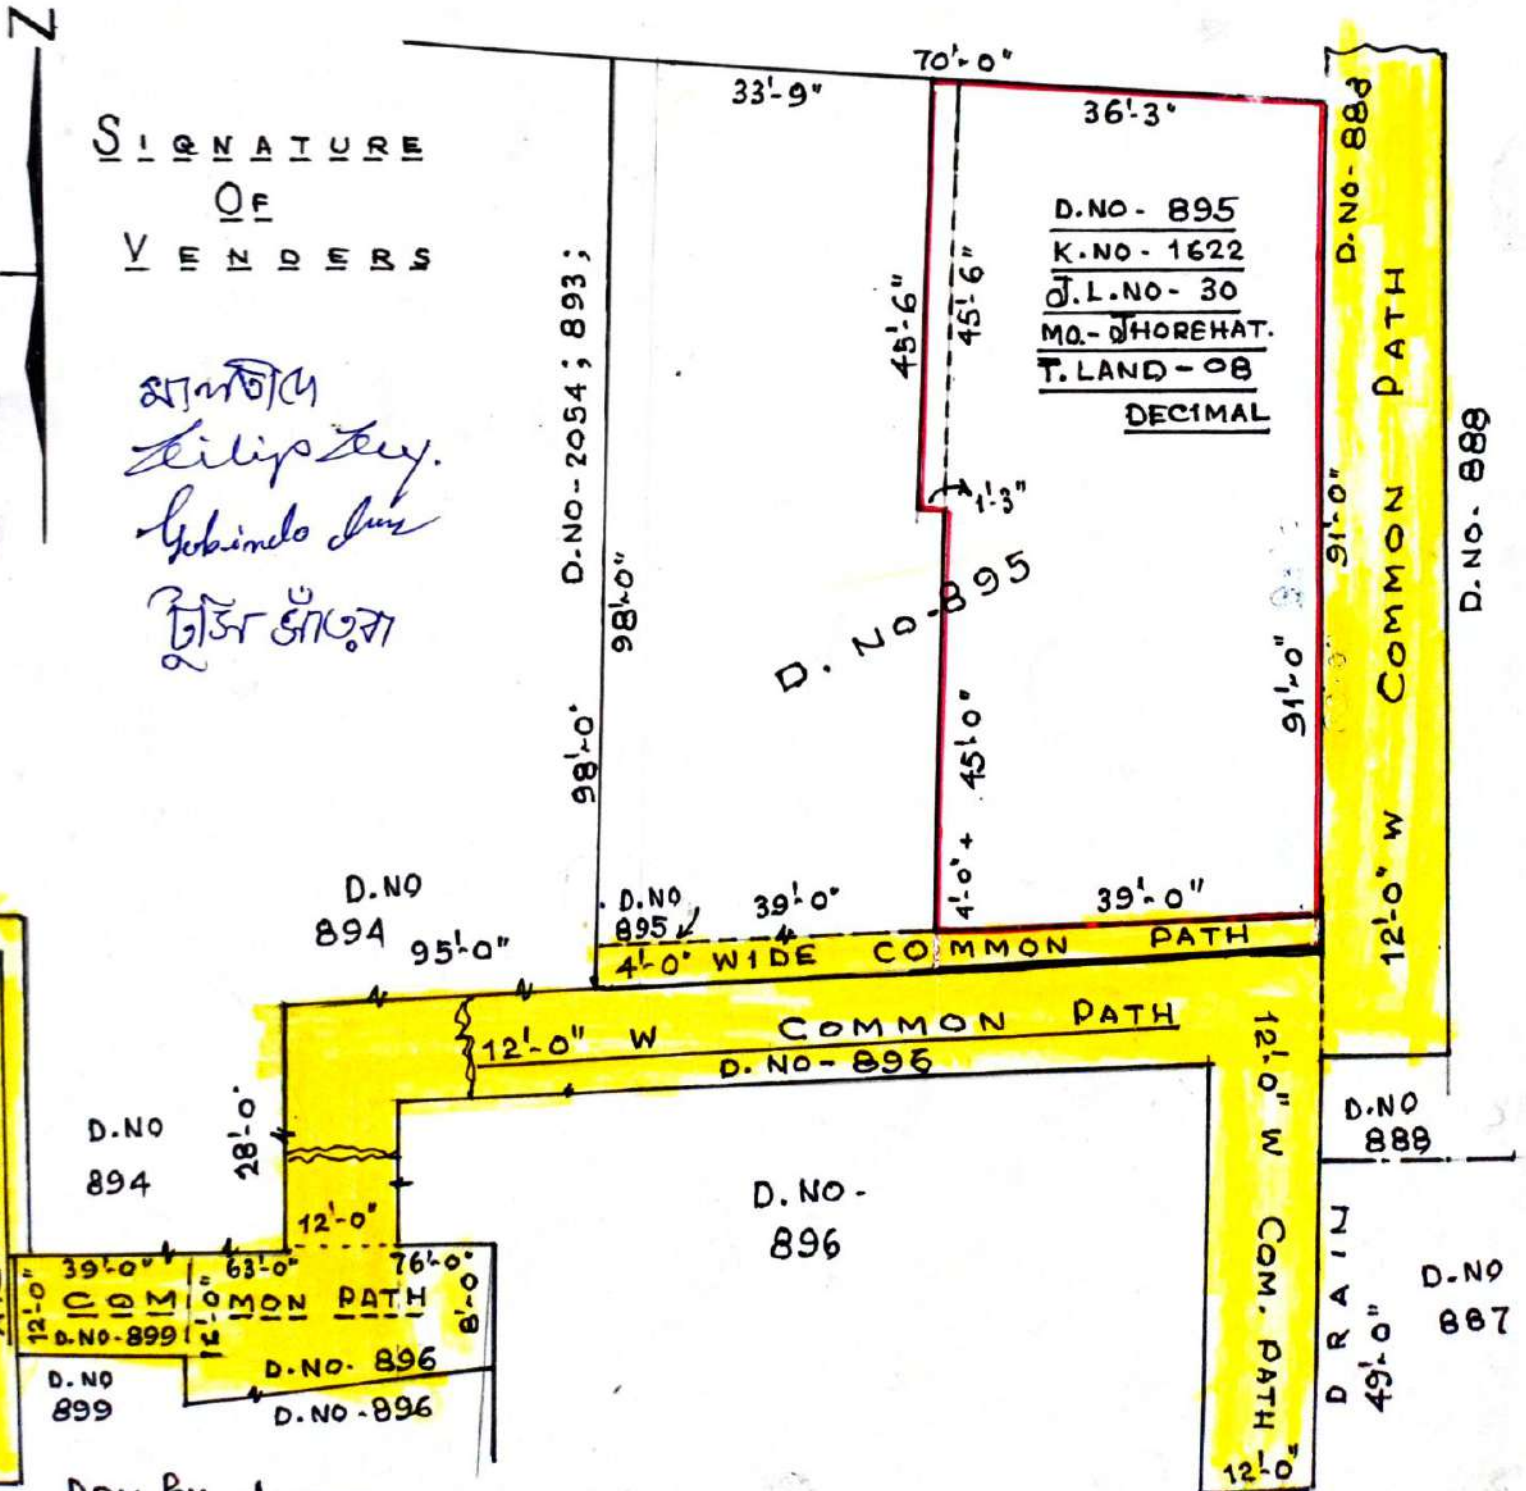 N
SIGNATURE
OF
VENDERS
টুসি সাঁতরা
70'-0"
33'-9"
36'-3"
D.NO - 895
K.NO - 1622
J.L.NO - 30
MO.- JHOREHAT.
T. LAND - 08
DECIMAL
45'-6"
45'-6"
1'-3"
D. NO - 895
D.NO - 2054 ; 893 ;
98'-0"
98'-0"
91'-0"
91'-0"
D.NO - 888
12'-0" W COMMON PATH
D.NO. 888
4'-0" + 45'-0"
D.NO
894
95'-0"
D.NO
895
39'-0"
39'-0"
4'-0" WIDE COMMON PATH
12'-0" W COMMON PATH
D. NO - 896
12'-0" W COM. PATH
12'-0"
D.NO
888
D.NO
894
28'-0"
12'-0"
D. NO -
896
DRAIN
49'-0"
D.NO
887
39'-0" 63'-0" 76'-0"
12'-0" COMMON PATH 8'-0"
D.NO-899
D.NO. 896
D.NO
899
D.NO - 896